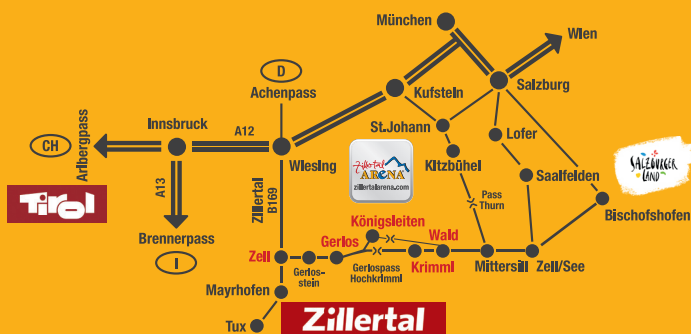 München
Wien
D
Achenpass
Kufstein
Salzburg
CH
Arlbergpass
Innsbruck
A12
St.Johann
Lofer
Wiesing
Zillertal
ARENA
zillertalarena.com
Kitzbühel
SALZBURGER
LAND
Saalfelden
Tirol
A13
Zillertal
B169
Pass
Thurn
Bischofshofen
Königsleiten
Brennerpass
Gerlos
Wald
I
Zell
Gerlos-
stein
Gerlospass
Hochkrimml
Krimml
Mittersill
Zell/See
Mayrhofen
Tux
Zillertal